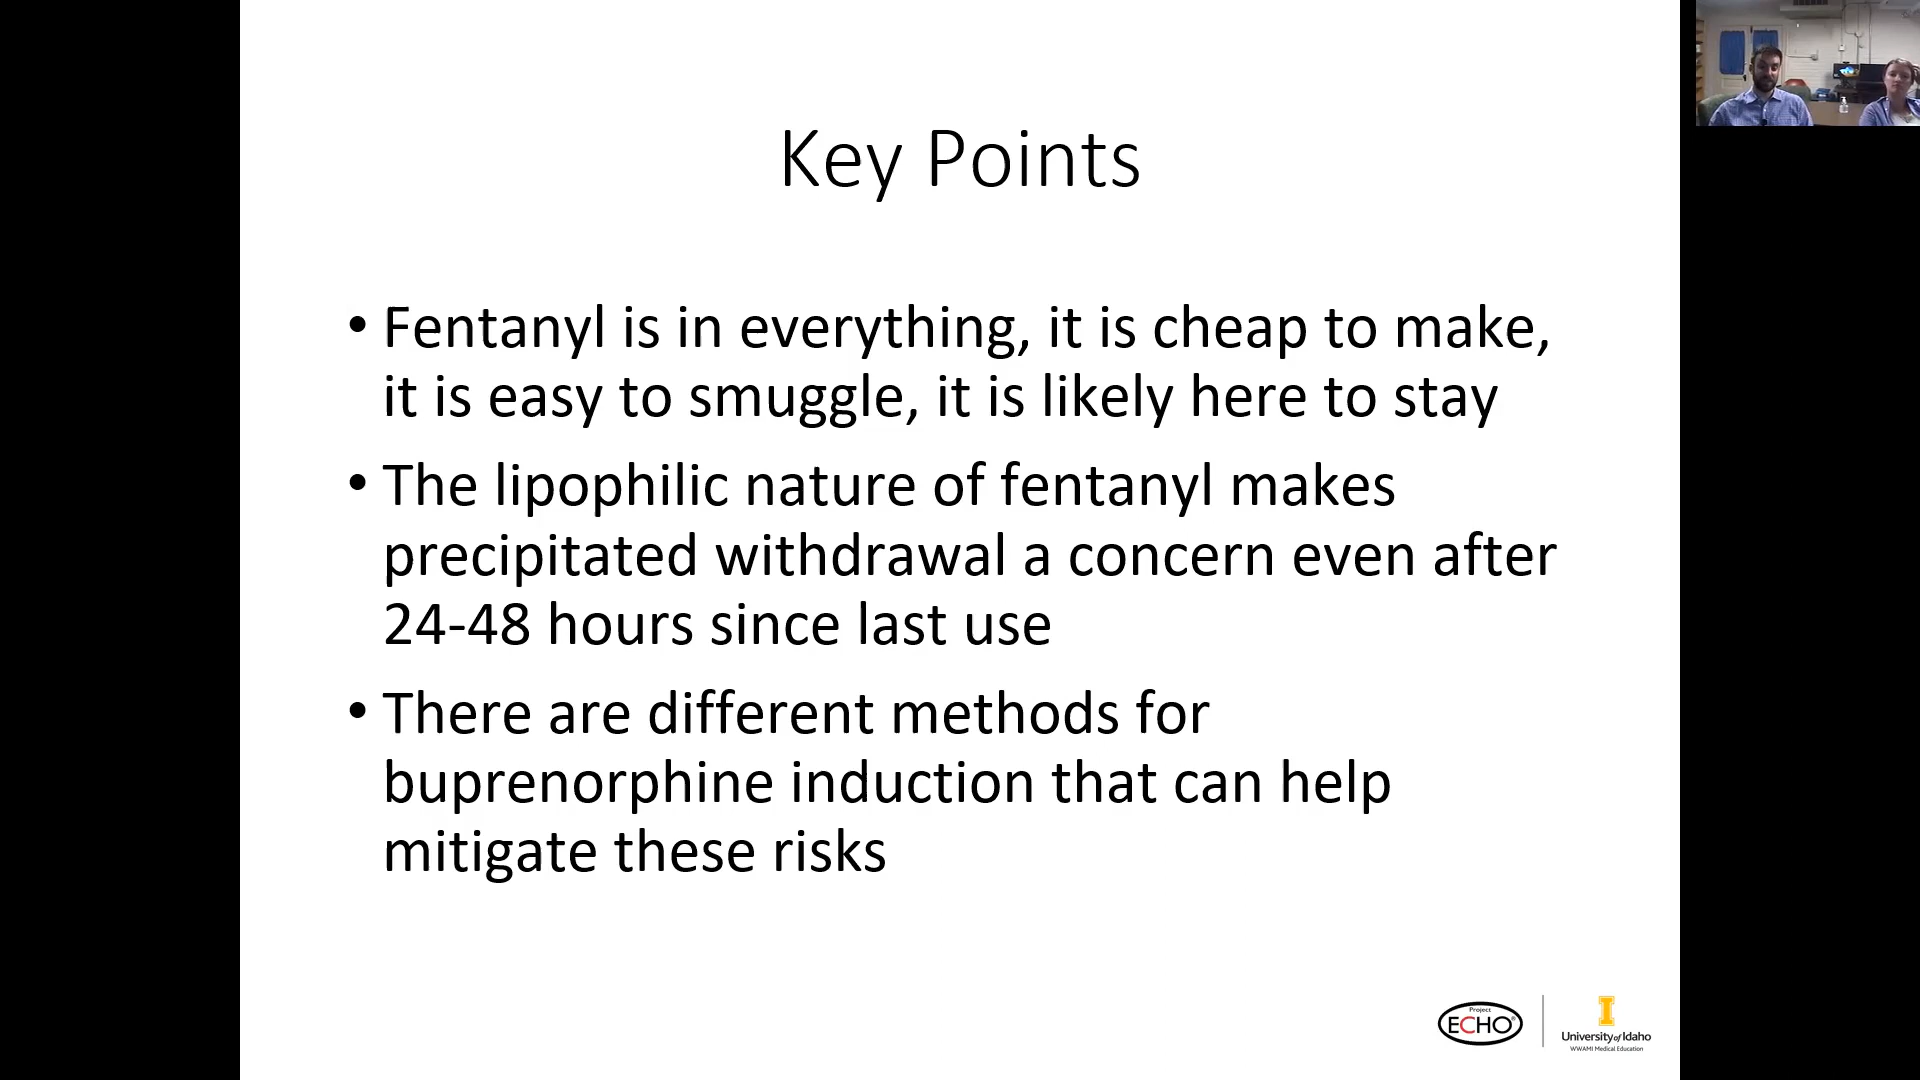 Key Points
• Fentanyl is in everything, it is cheap to make,
it is easy to smuggle, it is likely here to stay
• The lipophilic nature of fentanyl makes
precipitated withdrawal a concern even after
24-48 hours since last use
• There are different methods for
buprenorphine induction that can help
mitigate these risks
Project
ECHO®
I
University of Idaho
WWAMI Medical Education